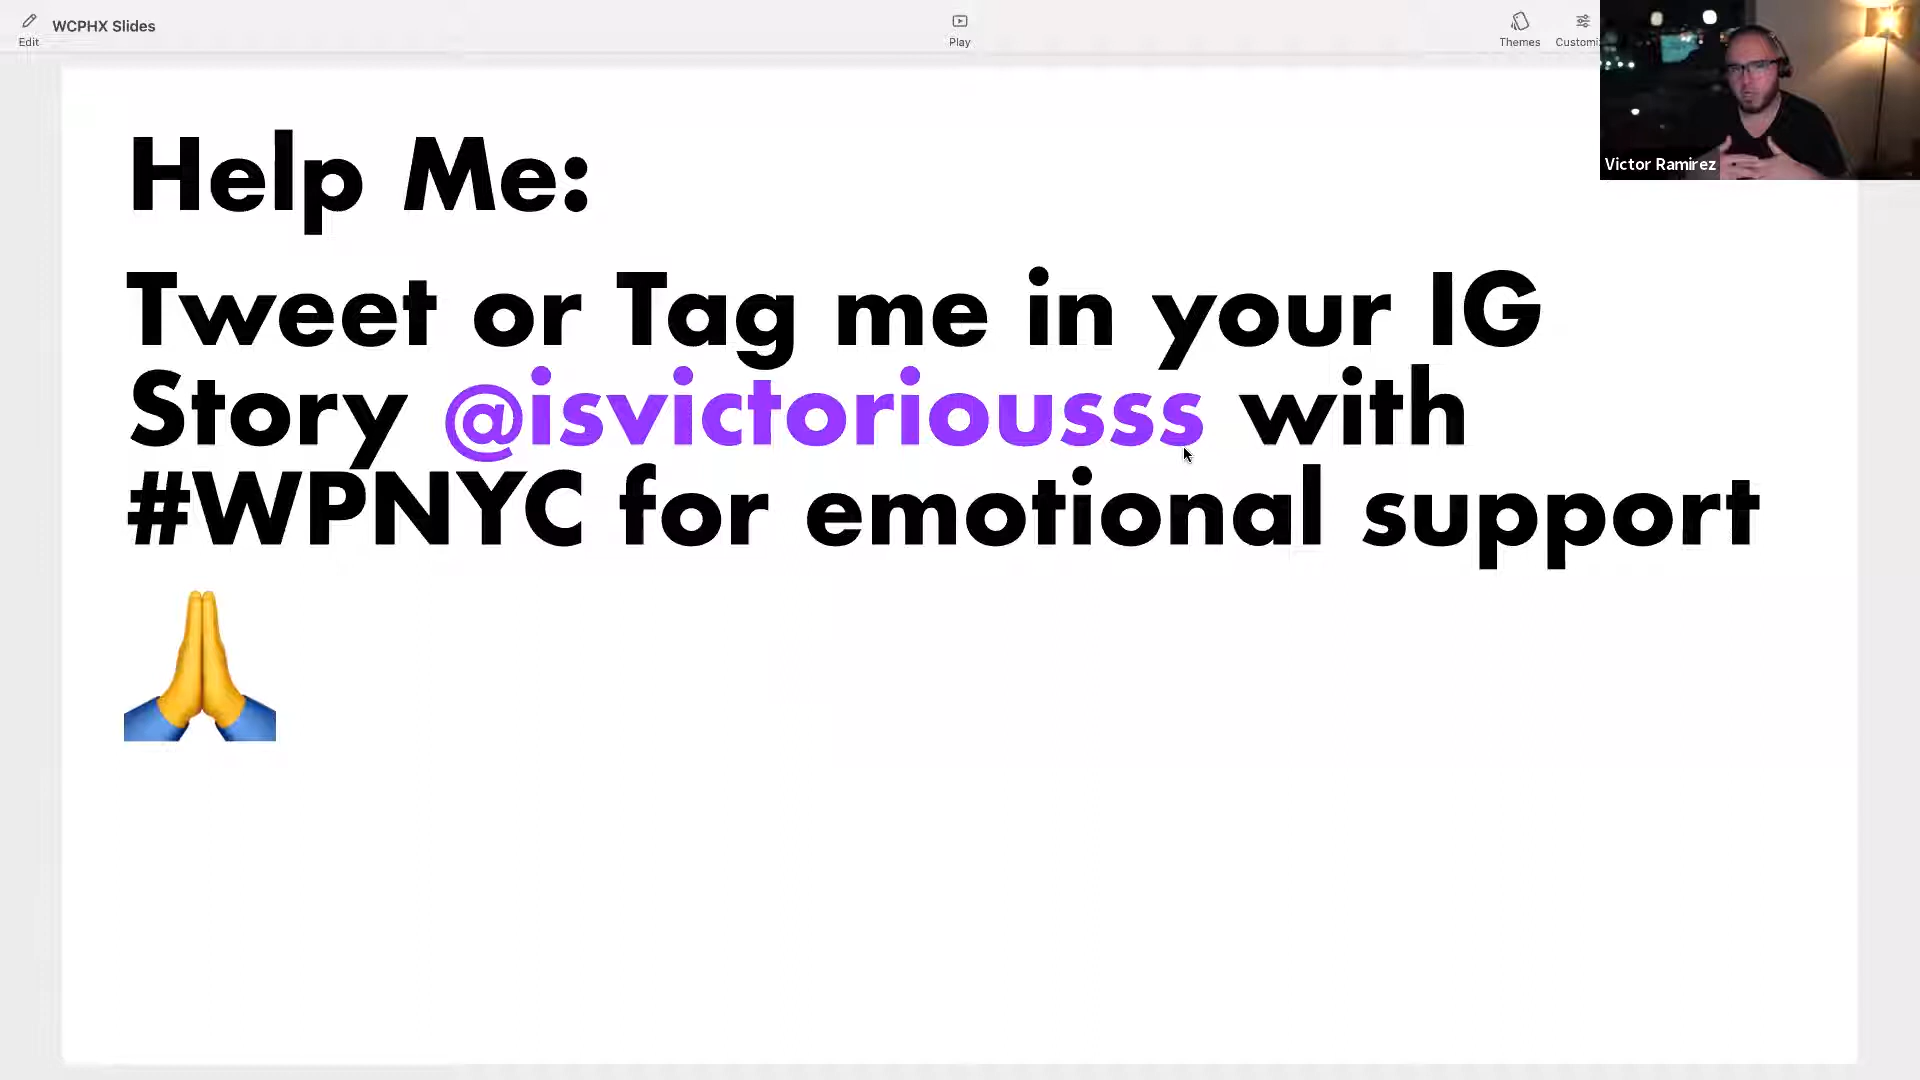 WCPHX Slides
Edit
Play
Themes
Customi
Victor Ramirez
Help Me:
Tweet or Tag me in your IG
Story @isvictoriousss with
#WPNYC for emotional support
🙏